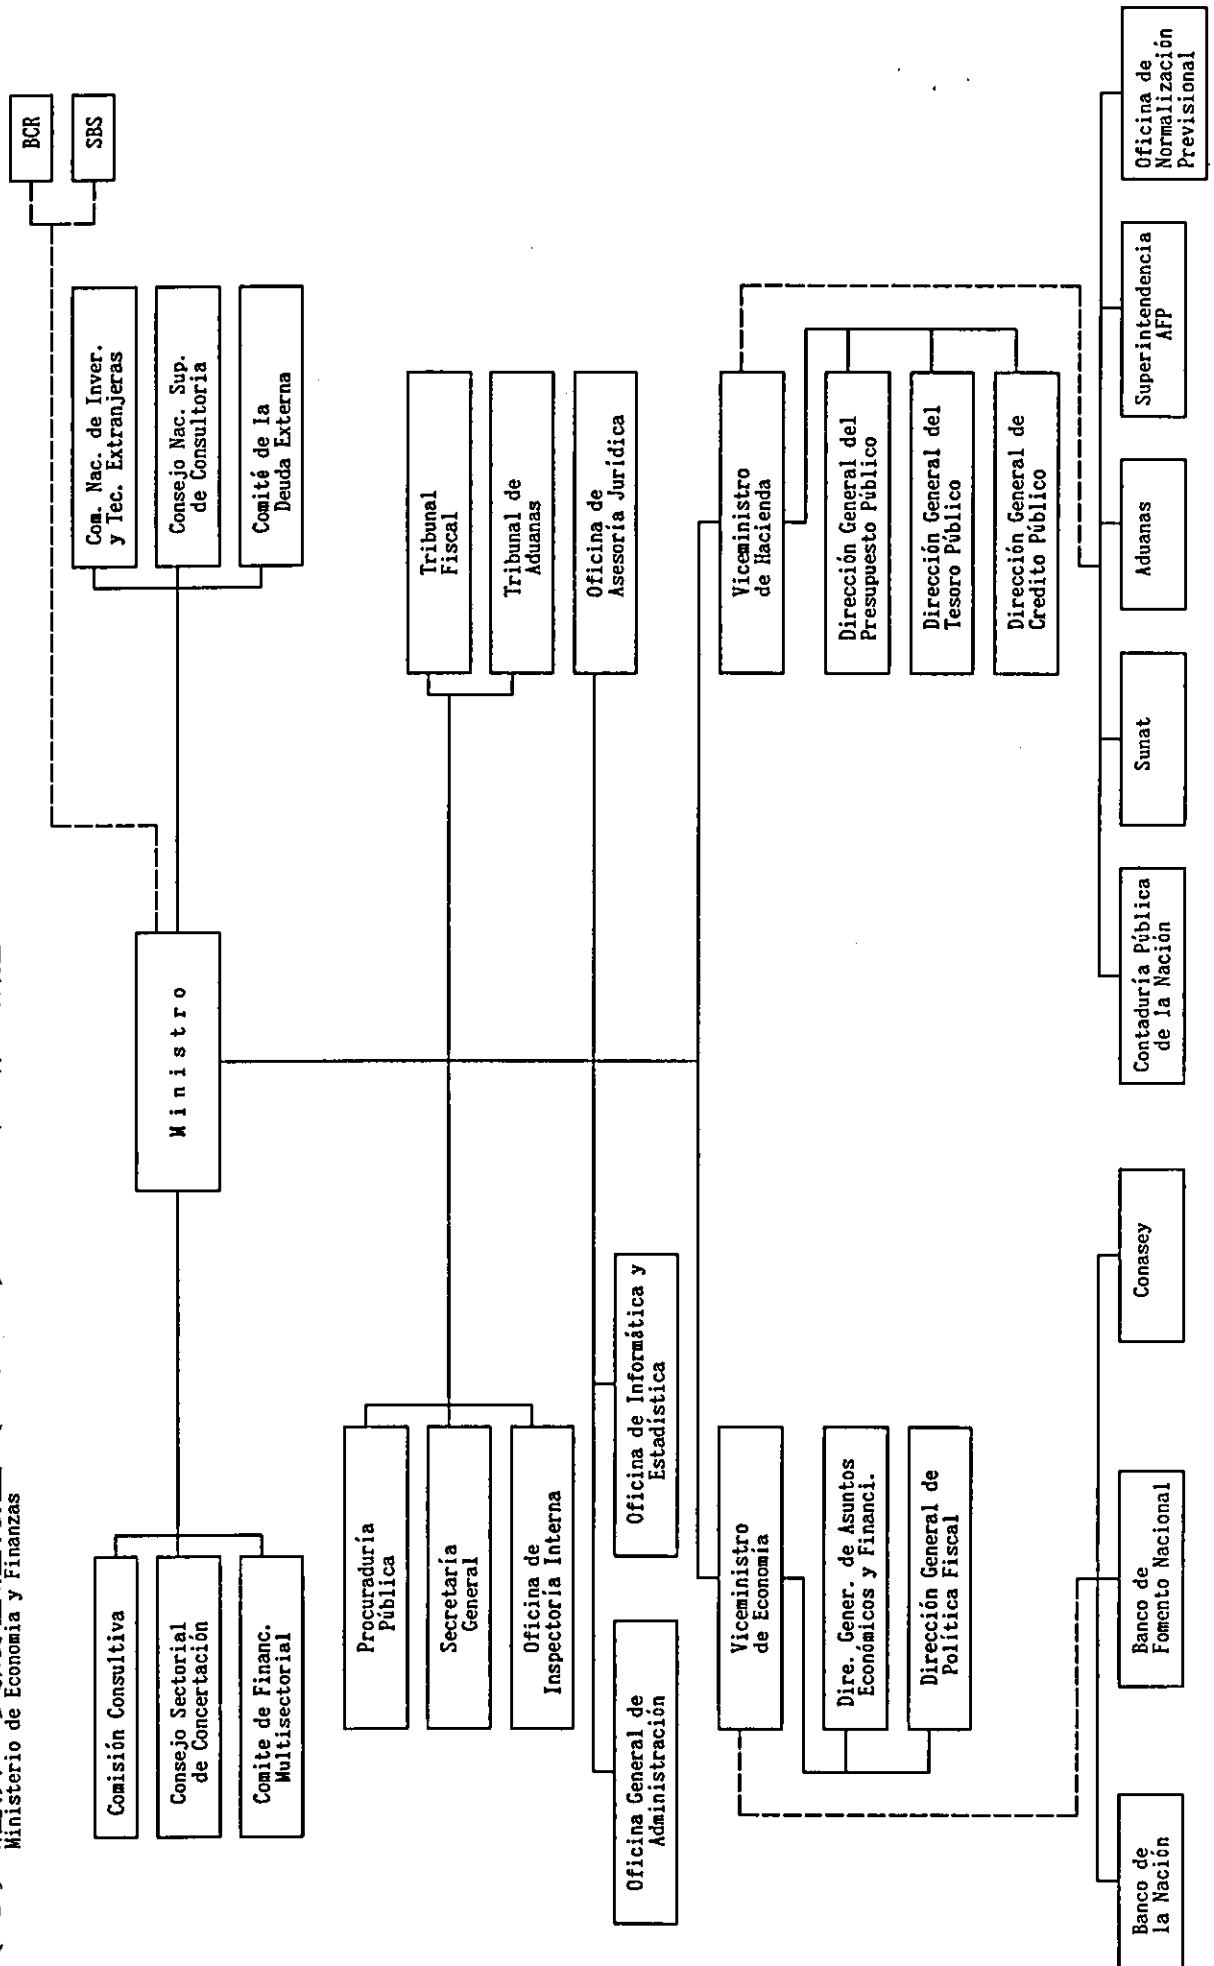 Ministerio de Economia y Finanzas
BCR
SBS
Ministro
Comisión Consultiva
Consejo Sectorial
de Concertación
Comite de Financ.
Multisectorial
Com. Nac. de Inver.
y Tec. Extranjeras
Consejo Nac. Sup.
de Consultoria
Comité de la
Deuda Externa
Procuraduría
Pública
Secretaría
General
Oficina de
Inspectoría Interna
Tribunal
Fiscal
Tribunal de
Aduanas
Oficina de
Asesoría Jurídica
Oficina General de
Administración
Oficina de Informática y
Estadística
Viceministro
de Economía
Dire. Gener. de Asuntos
Económicos y Financi.
Dirección General de
Política Fiscal
Viceministro
de Hacienda
Dirección General del
Presupuesto Público
Dirección General del
Tesoro Público
Dirección General de
Credito Público
Banco de
la Nación
Banco de
Fomento Nacional
Conasey
Contaduría Pública
de la Nación
Sunat
Aduanas
Superintendencia
AFP
Oficina de
Normalización
Previsional